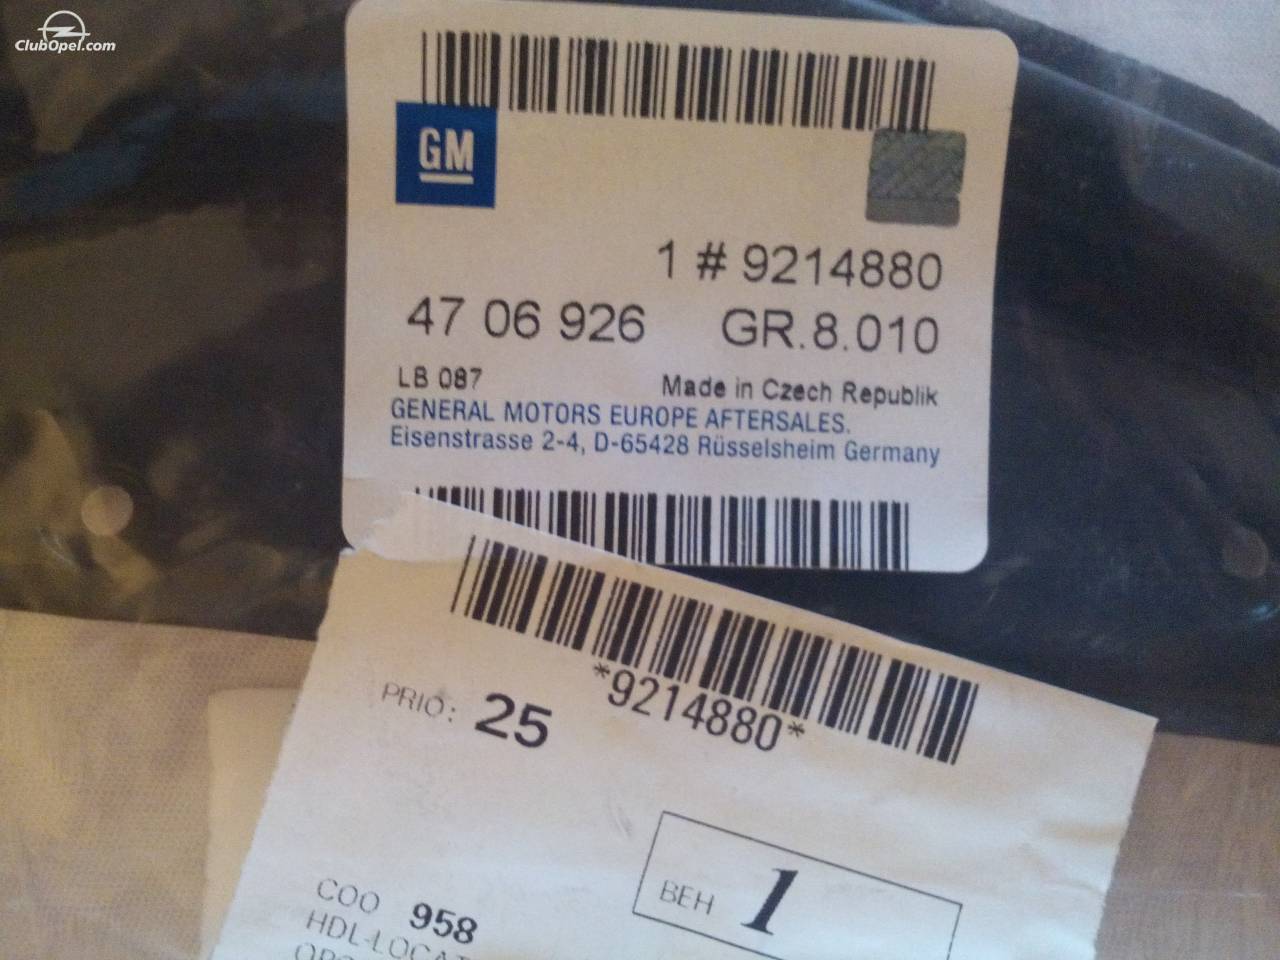 ClubOpel.com
GM
1 # 9214880
47 06 926 GR.8.010
LB 087 Made in Czech Republik
GENERAL MOTORS EUROPE AFTERSALES.
Eisenstrasse 2-4, D-65428 Rüsselsheim Germany
*9214880*
PRIO: 25
BEH 1
COO 958